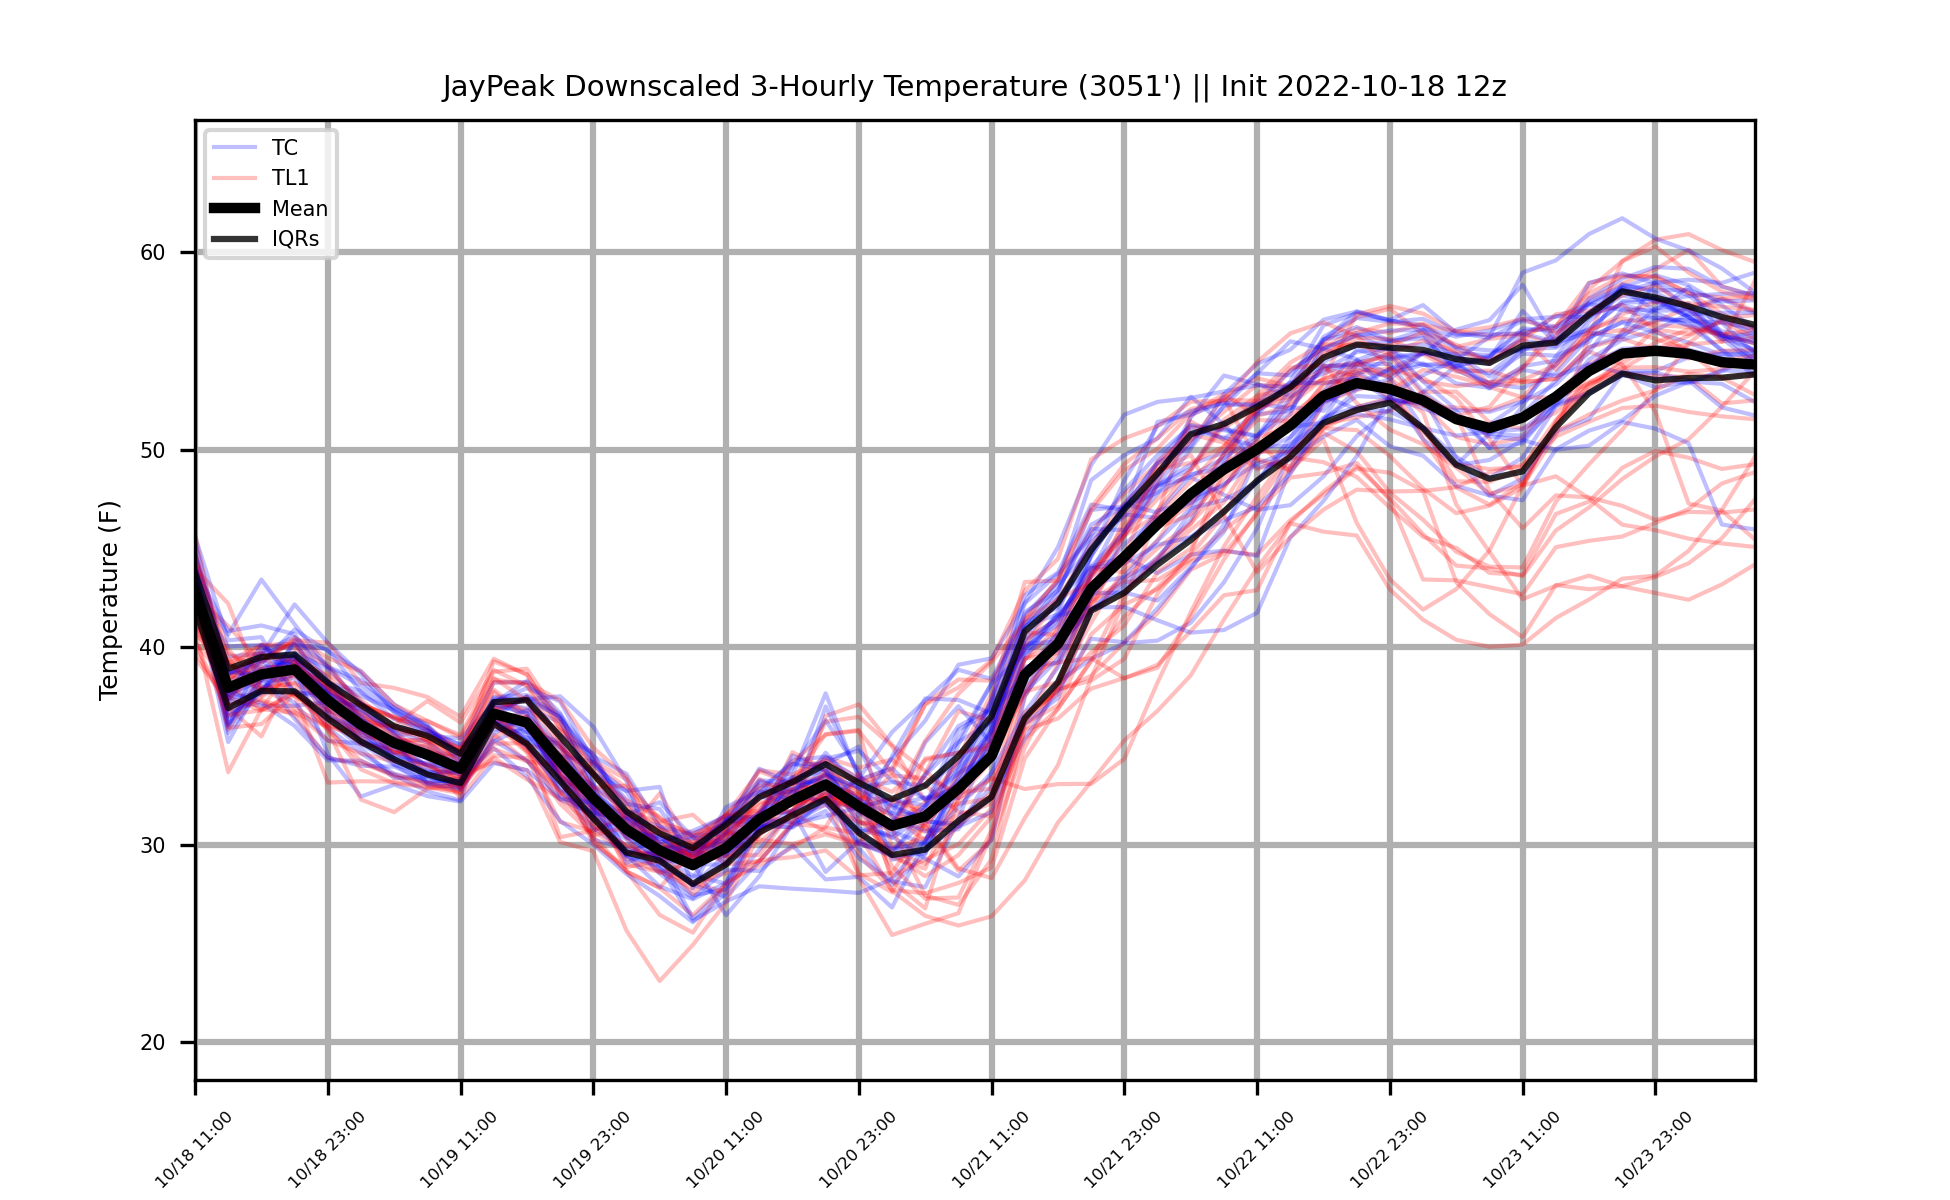 JayPeak Downscaled 3-Hourly Temperature (3051') || Init 2022-10-18 12z
TC
TL1
Mean
IQRs
Temperature (F)
60
50
40
30
20
10/18 11:00
10/18 23:00
10/19 11:00
10/19 23:00
10/20 11:00
10/20 23:00
10/21 11:00
10/21 23:00
10/22 11:00
10/22 23:00
10/23 11:00
10/23 23:00